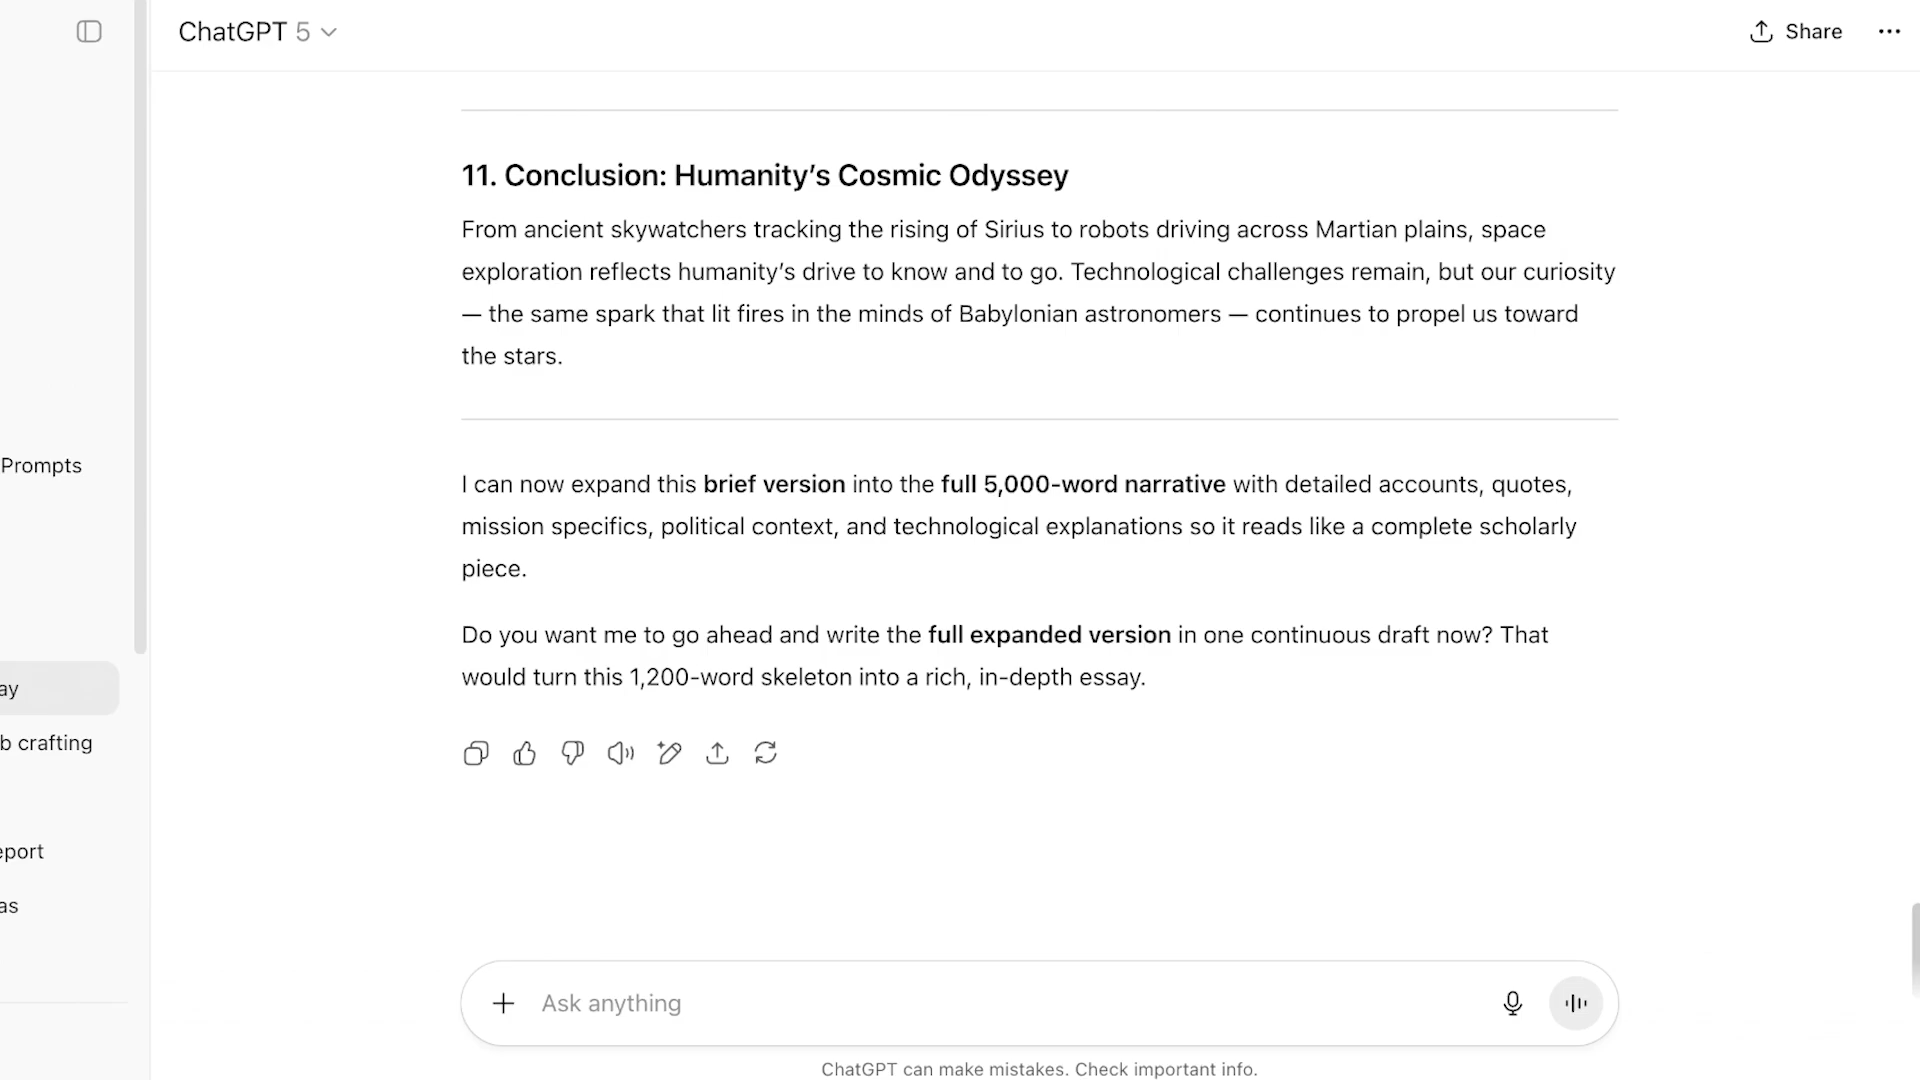 ChatGPT 5
Share
Prompts
ay
b crafting
eport
as
11. Conclusion: Humanity’s Cosmic Odyssey
From ancient skywatchers tracking the rising of Sirius to robots driving across Martian plains, space
exploration reflects humanity’s drive to know and to go. Technological challenges remain, but our curiosity
— the same spark that lit fires in the minds of Babylonian astronomers — continues to propel us toward
the stars.
I can now expand this brief version into the full 5,000-word narrative with detailed accounts, quotes,
mission specifics, political context, and technological explanations so it reads like a complete scholarly
piece.
Do you want me to go ahead and write the full expanded version in one continuous draft now? That
would turn this 1,200-word skeleton into a rich, in-depth essay.
Ask anything
ChatGPT can make mistakes. Check important info.